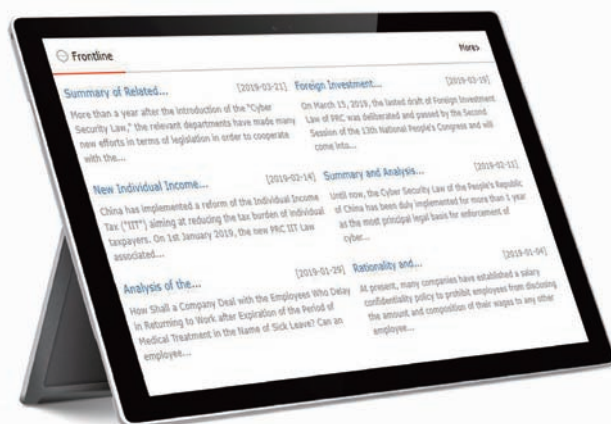 Frontline
More>
Summary of Related...
[2019-03-21]
More than a year after the introduction of the "Cyber
Security Law," the relevant departments have made many
new efforts in terms of legislation in order to cooperate
with the...
Foreign Investment...
[2019-03-19]
On March 15, 2019, the lasted draft of Foreign Investment
Law of PRC was deliberated and passed by the Second
Session of the 13th National People's Congress and will
come into...
New Individual Income...
[2019-02-14]
China has implemented a reform of the Individual Income
Tax ("IIT") aiming at reducing the tax burden of individual
taxpayers. On 1st January 2019, the new PRC IIT Law
associated...
Summary and Analysis...
[2019-02-11]
Until now, the Cyber Security Law of the People's Republic
of China has been duly implemented for more than 1 year
as the most principal legal basis for enforcement of
cyber...
Analysis of the...
[2019-01-29]
How Shall a Company Deal with the Employees Who Delay
in Returning to Work after Expiration of the Period of
Medical Treatment in the Name of Sick Leave? Can an
employee...
Rationality and...
[2019-01-04]
At present, many companies have established a salary
confidentiality policy to prohibit employees from disclosing
the amount and composition of their wages to any other
employee...